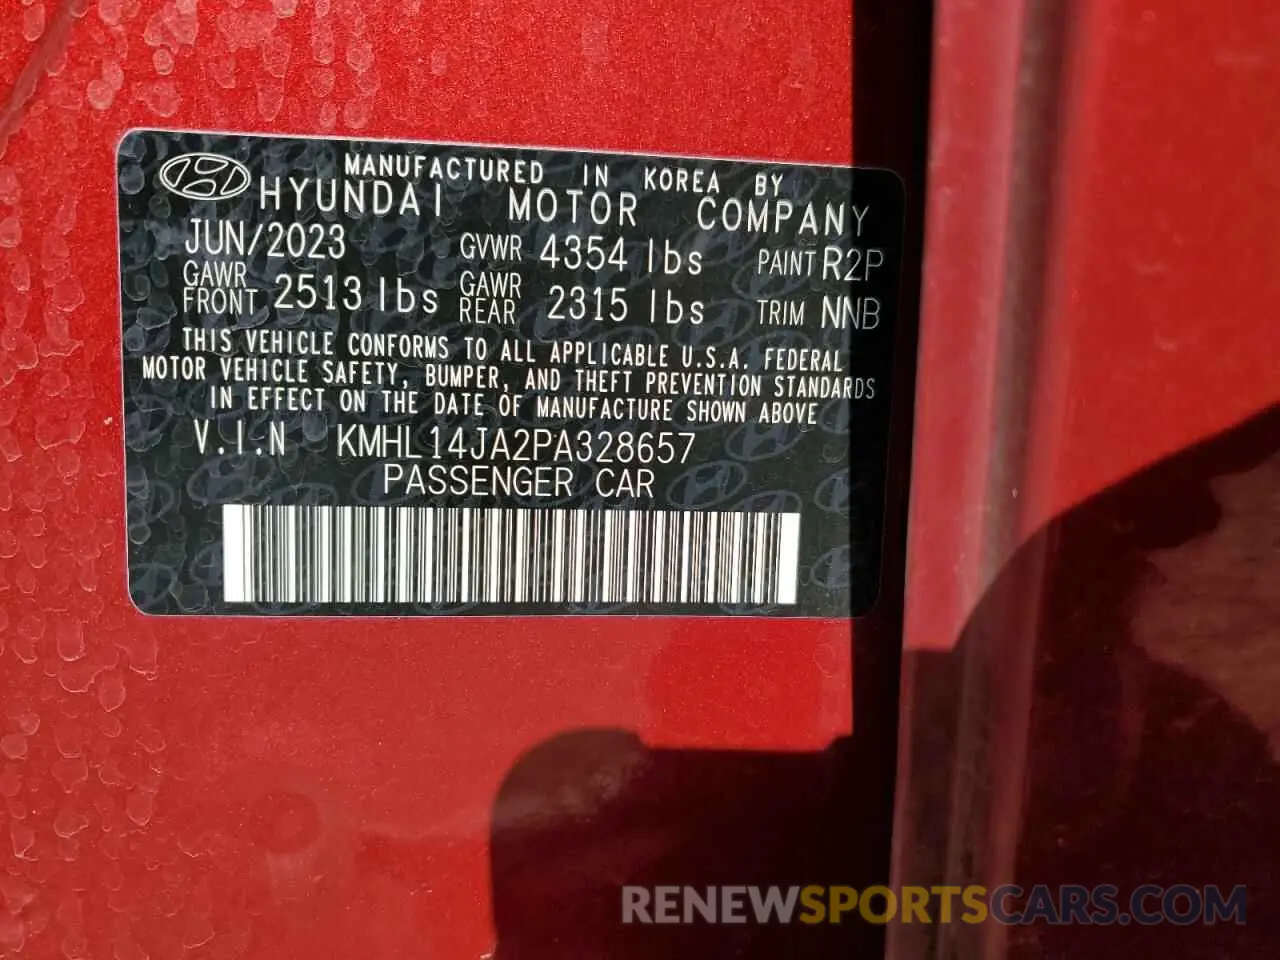 MANUFACTURED IN KOREA BY
HYUNDAI MOTOR COMPANY
JUN/2023 GVWR 4354 lbs PAINT R2P
GAWR FRONT 2513 lbs GAWR REAR 2315 lbs TRIM NNB
THIS VEHICLE CONFORMS TO ALL APPLICABLE U.S.A. FEDERAL
MOTOR VEHICLE SAFETY, BUMPER, AND THEFT PREVENTION STANDARDS
IN EFFECT ON THE DATE OF MANUFACTURE SHOWN ABOVE
V.I.N KMHL14JA2PA328657
PASSENGER CAR
RENEWSPORTSCARS.COM